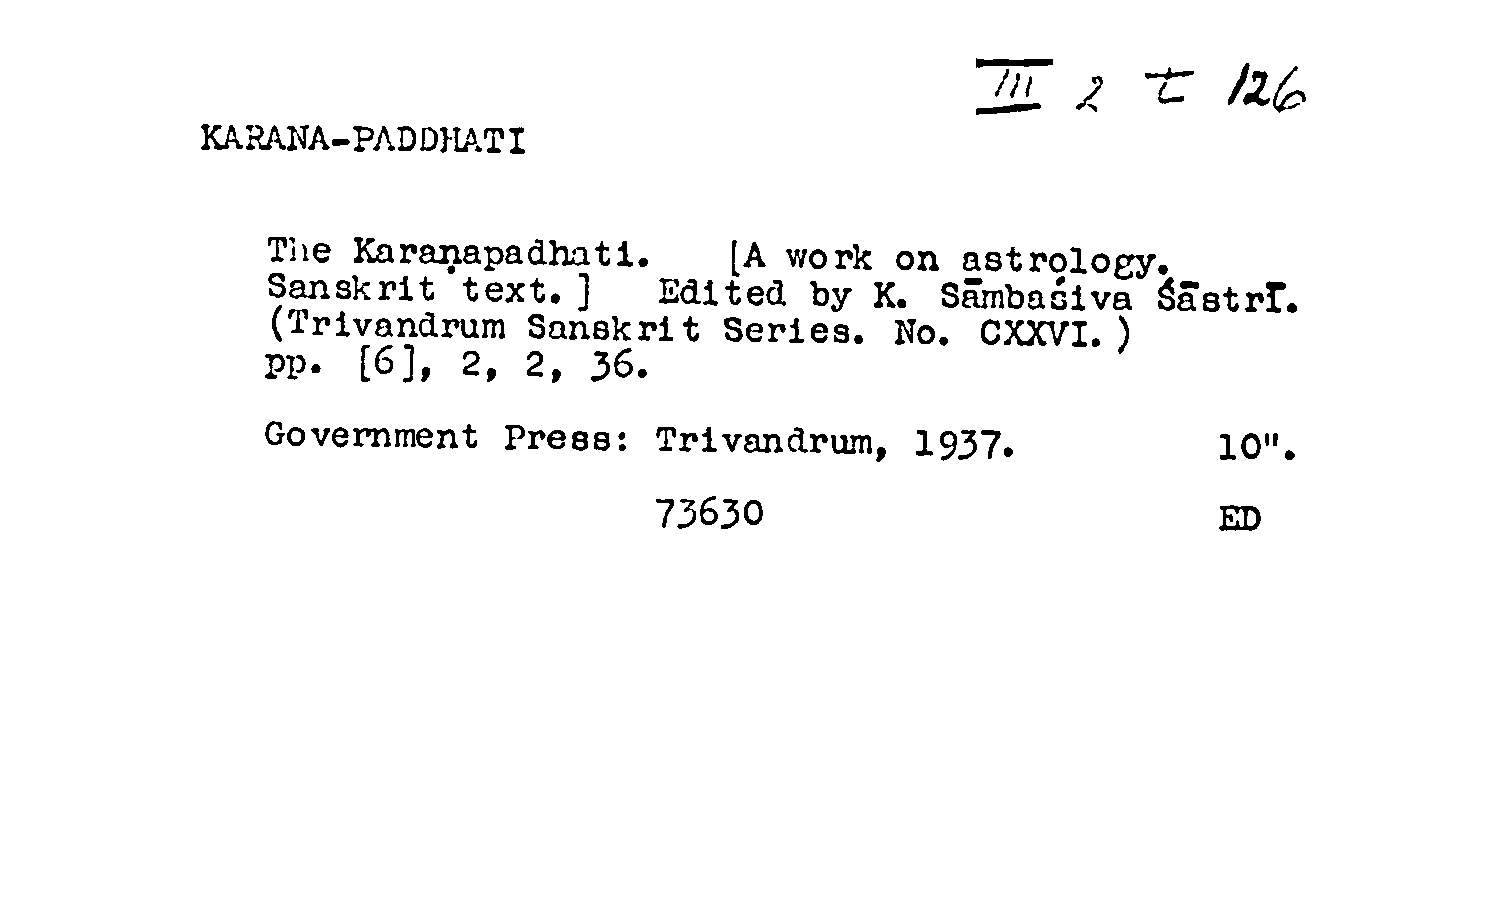 III 2 t 126
KARANA-PADDHATI
The Karaṇapadhati. [A work on astrology.
Sanskrit text.] Edited by K. Sāmbaśiva Śāstrī.
(Trivandrum Sanskrit Series. No. CXXVI.)
pp. [6], 2, 2, 36.
Government Press: Trivandrum, 1937. 10".
73630 ED